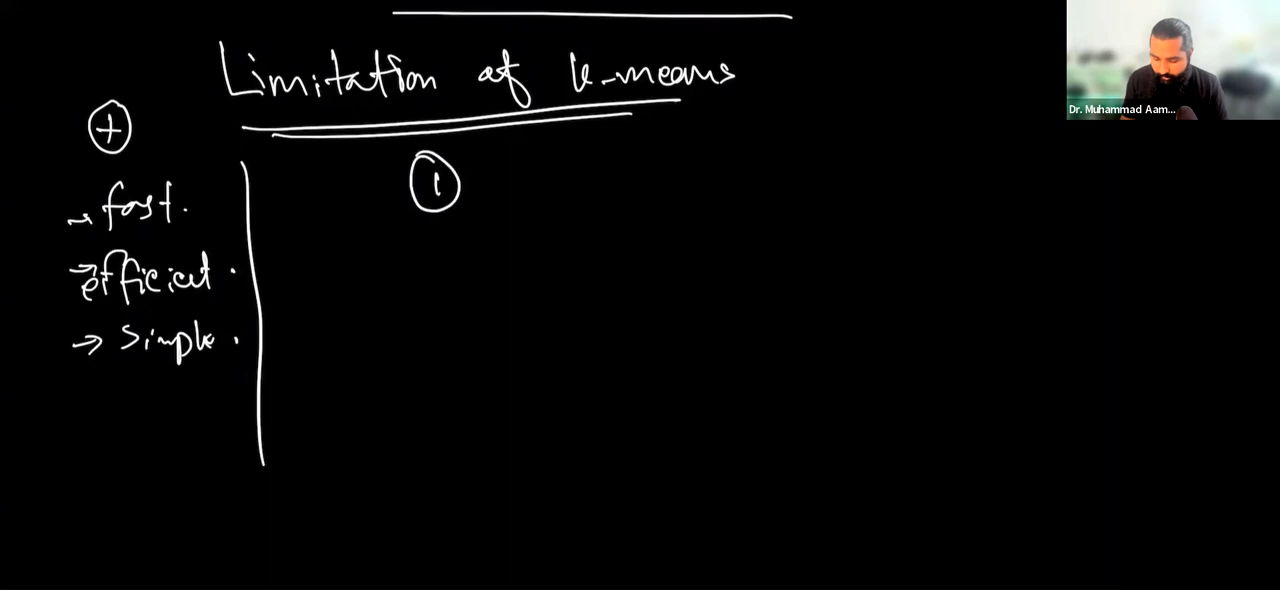 Limitation of k-means
+
→ fast.
→ efficient.
→ Simple.
1
Dr. Muhammad Aam...